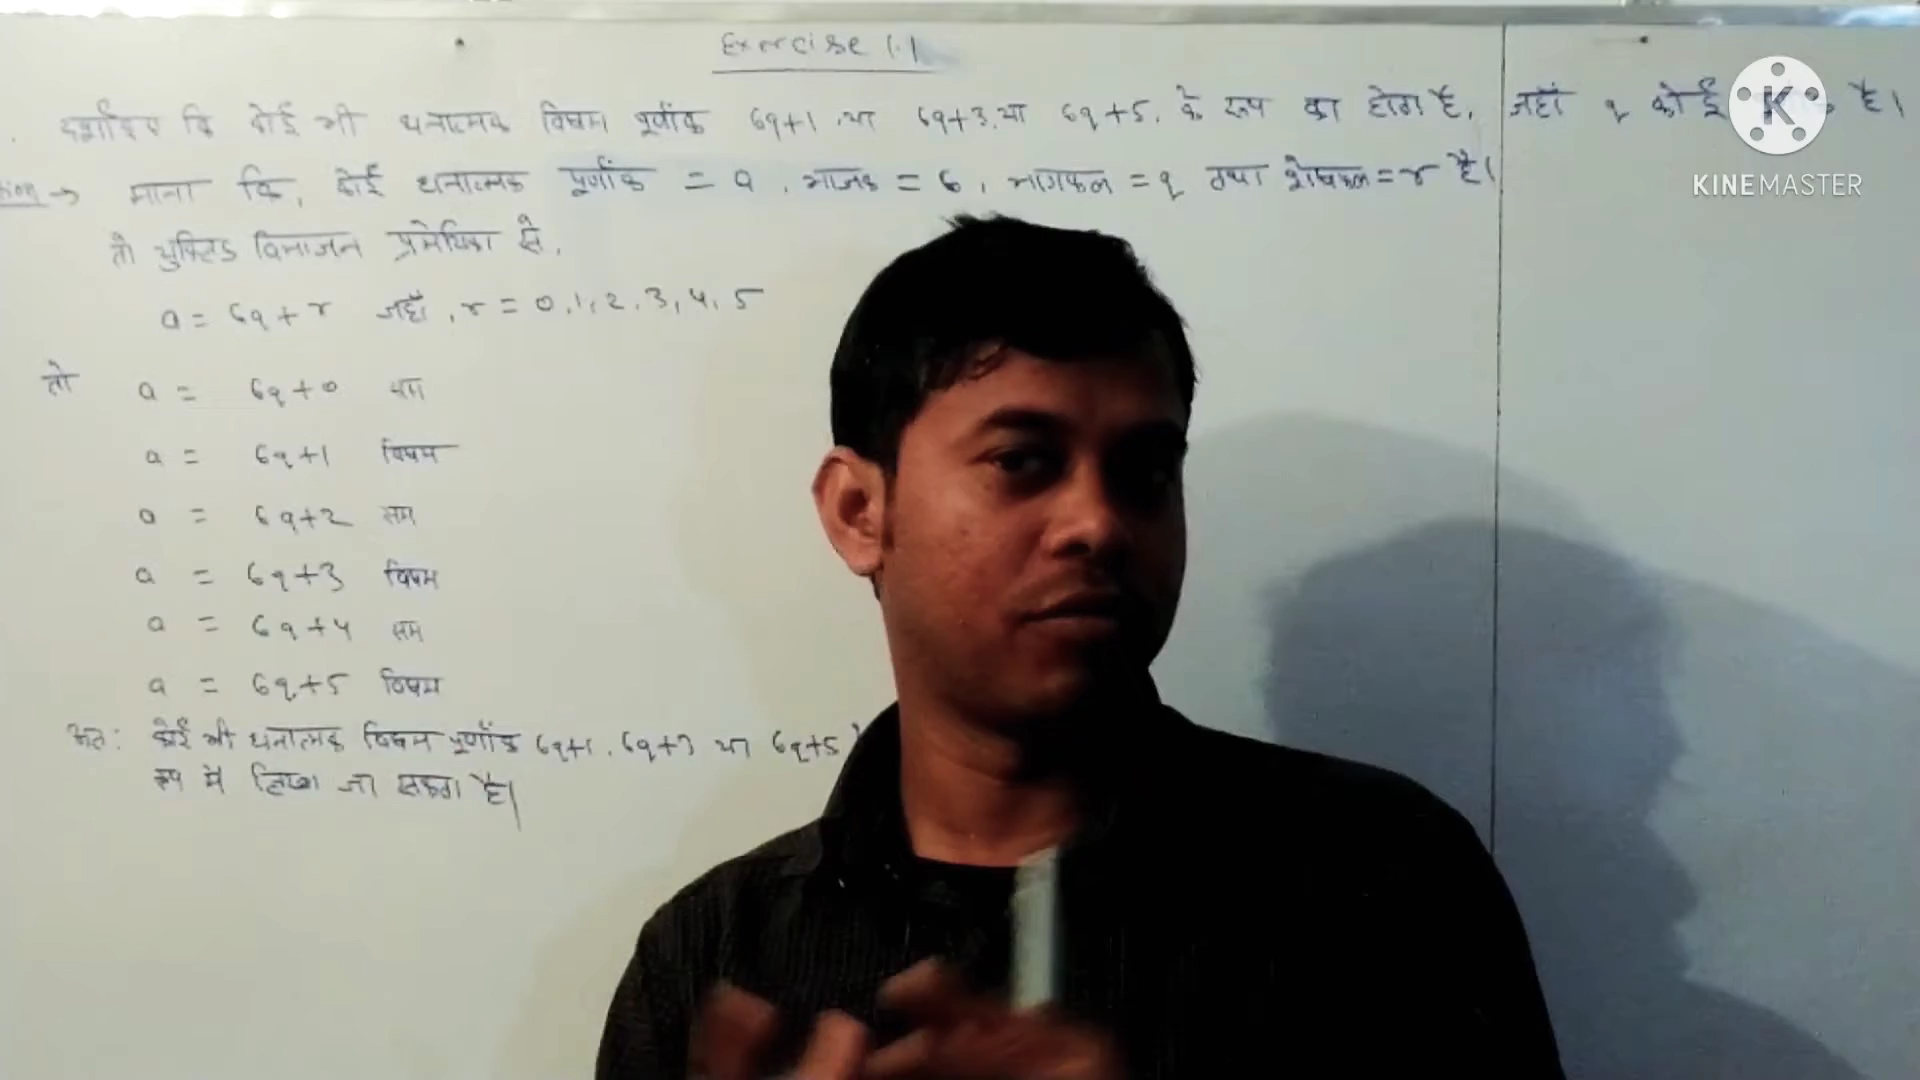 Exercise 1.1
दर्शाइए कि कोई भी धनात्मक विषम पूर्णांक 6q+1 या 6q+3 या 6q+5, के रूप का होता है, जहाँ q कोई है।
→ माना कि, कोई धनात्मक पूर्णांक = a, भाजक = 6, भागफल = q तथा शेषफल = r है।
तो युक्लिड विभाजन प्रमेयिका से,
a = 6q + r जहाँ, r = 0, 1, 2, 3, 4, 5
तो a = 6q+0 सम
a = 6q+1 विषम
a = 6q+2 सम
a = 6q+3 विषम
a = 6q+4 सम
a = 6q+5 विषम
अतः कोई भी धनात्मक विषम पूर्णांक 6q+1, 6q+3 या 6q+5
रूप में लिखा जा सकता है।
K
KINEMASTER